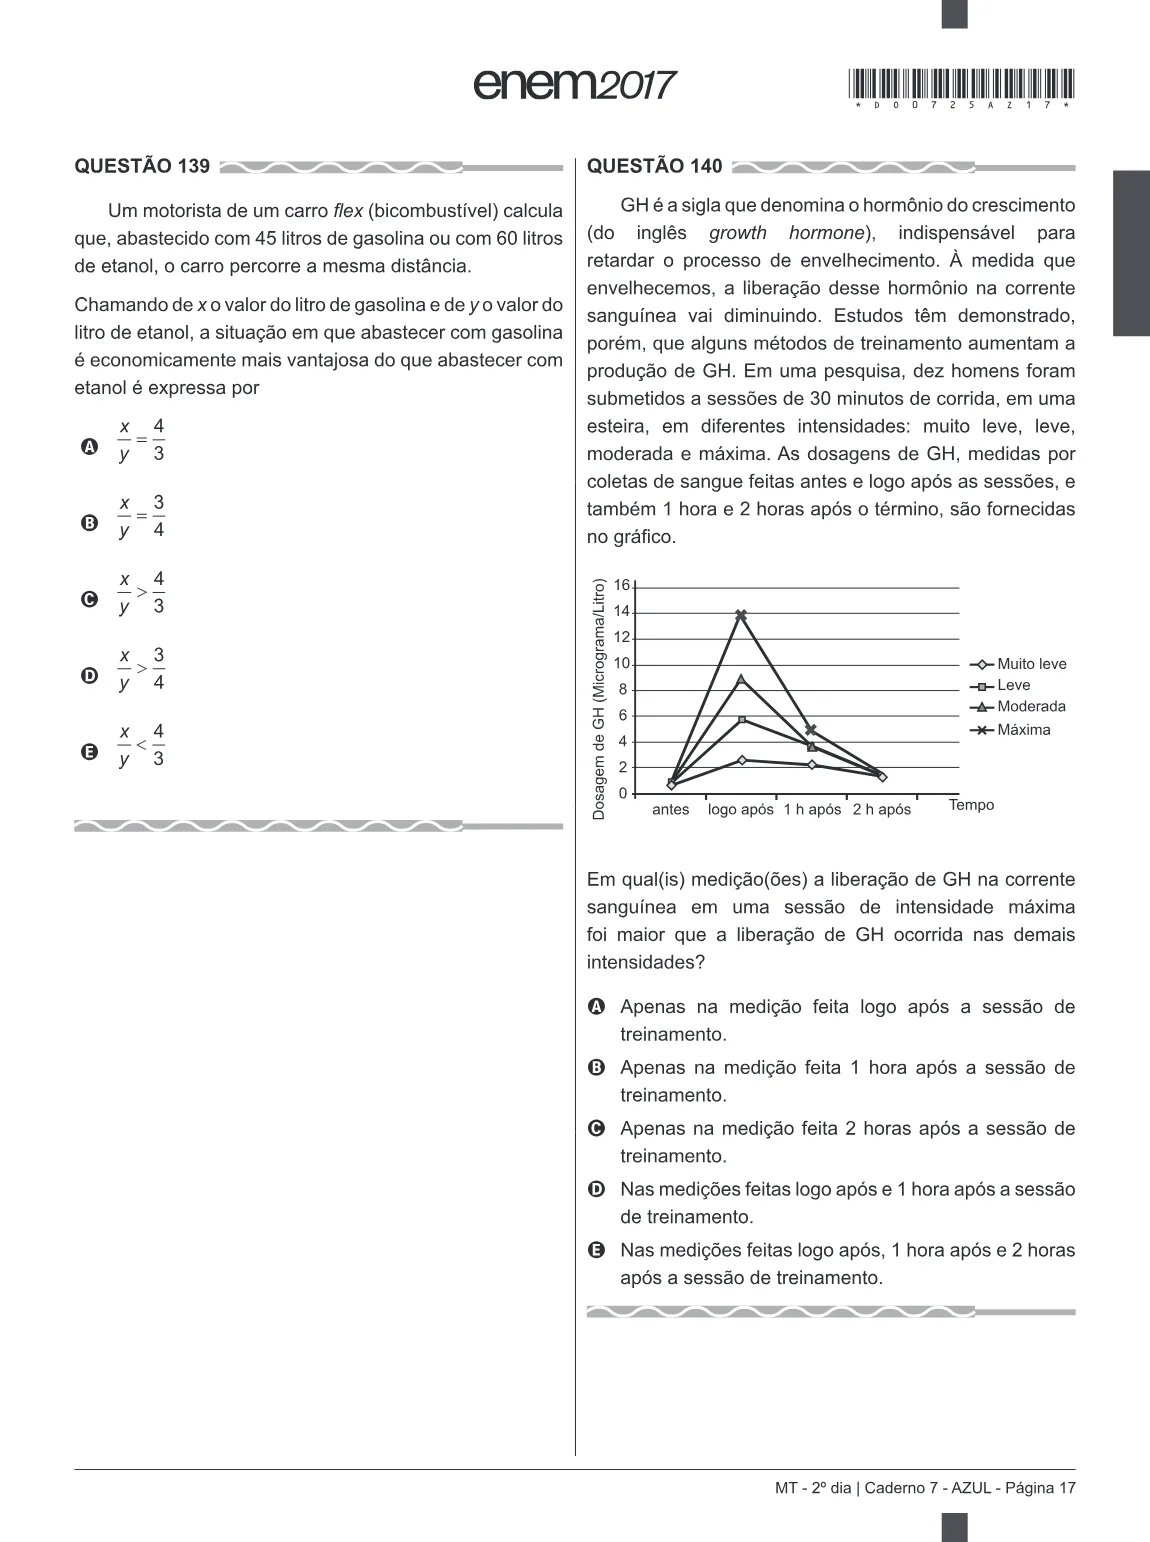 enem2017
* D O 0 7 2 5 A Z 1 7 *
QUESTÃO 139
Um motorista de um carro flex (bicombustível) calcula
que, abastecido com 45 litros de gasolina ou com 60 litros
de etanol, o carro percorre a mesma distância.
Chamando de x o valor do litro de gasolina e de y o valor do
litro de etanol, a situação em que abastecer com gasolina
é economicamente mais vantajosa do que abastecer com
etanol é expressa por
A x/y = 4/3
B x/y = 3/4
C x/y > 4/3
D x/y > 3/4
E x/y < 4/3
QUESTÃO 140
GH é a sigla que denomina o hormônio do crescimento
(do inglês growth hormone), indispensável para
retardar o processo de envelhecimento. À medida que
envelhecemos, a liberação desse hormônio na corrente
sanguínea vai diminuindo. Estudos têm demonstrado,
porém, que alguns métodos de treinamento aumentam a
produção de GH. Em uma pesquisa, dez homens foram
submetidos a sessões de 30 minutos de corrida, em uma
esteira, em diferentes intensidades: muito leve, leve,
moderada e máxima. As dosagens de GH, medidas por
coletas de sangue feitas antes e logo após as sessões, e
também 1 hora e 2 horas após o término, são fornecidas
no gráfico.
Dosagem de GH (Micrograma/Litro)
16
14
12
10
8
6
4
2
0
antes logo após 1 h após 2 h após Tempo
Muito leve
Leve
Moderada
Máxima
Em qual(is) medição(ões) a liberação de GH na corrente
sanguínea em uma sessão de intensidade máxima
foi maior que a liberação de GH ocorrida nas demais
intensidades?
A Apenas na medição feita logo após a sessão de
treinamento.
B Apenas na medição feita 1 hora após a sessão de
treinamento.
C Apenas na medição feita 2 horas após a sessão de
treinamento.
D Nas medições feitas logo após e 1 hora após a sessão
de treinamento.
E Nas medições feitas logo após, 1 hora após e 2 horas
após a sessão de treinamento.
MT - 2º dia | Caderno 7 - AZUL - Página 17